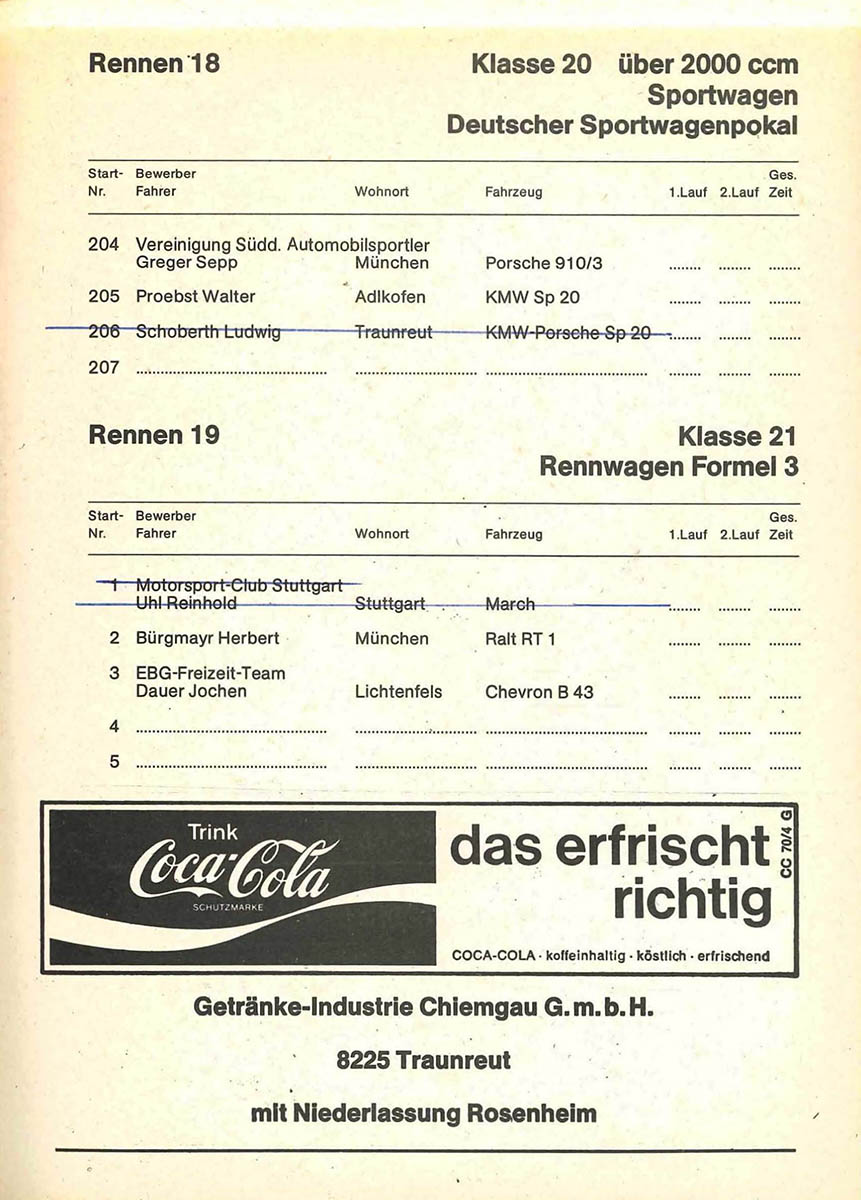 Rennen 18 Klasse 20 über 2000 ccm
Sportwagen
Deutscher Sportwagenpokal
Start- Bewerber Ges.
Nr. Fahrer Wohnort Fahrzeug 1.Lauf 2.Lauf Zeit
204 Vereinigung Südd. Automobilsportler
Greger Sepp München Porsche 910/3 ........ ........ ........
205 Proebst Walter Adlkofen KMW Sp 20 ........ ........ ........
206 Schoberth Ludwig Traunreut KMW-Porsche Sp 20 ........ ........ ........
207 ................................................ ............................... ......................................... ........ ........ ........
Rennen 19 Klasse 21
Rennwagen Formel 3
Start- Bewerber Ges.
Nr. Fahrer Wohnort Fahrzeug 1.Lauf 2.Lauf Zeit
1 Motorsport-Club Stuttgart
Uhl Reinhold Stuttgart March ........ ........ ........
2 Bürgmayr Herbert München Ralt RT 1 ........ ........ ........
3 EBG-Freizeit-Team
Dauer Jochen Lichtenfels Chevron B 43 ........ ........ ........
4 ................................................ ............................... ......................................... ........ ........ ........
5 ................................................ ............................... ......................................... ........ ........ ........
Trink
Coca-Cola
SCHUTZMARKE
das erfrischt
richtig
CC 70/4 G
COCA-COLA · koffeinhaltig · köstlich · erfrischend
Getränke-Industrie Chiemgau G.m.b.H.
8225 Traunreut
mit Niederlassung Rosenheim